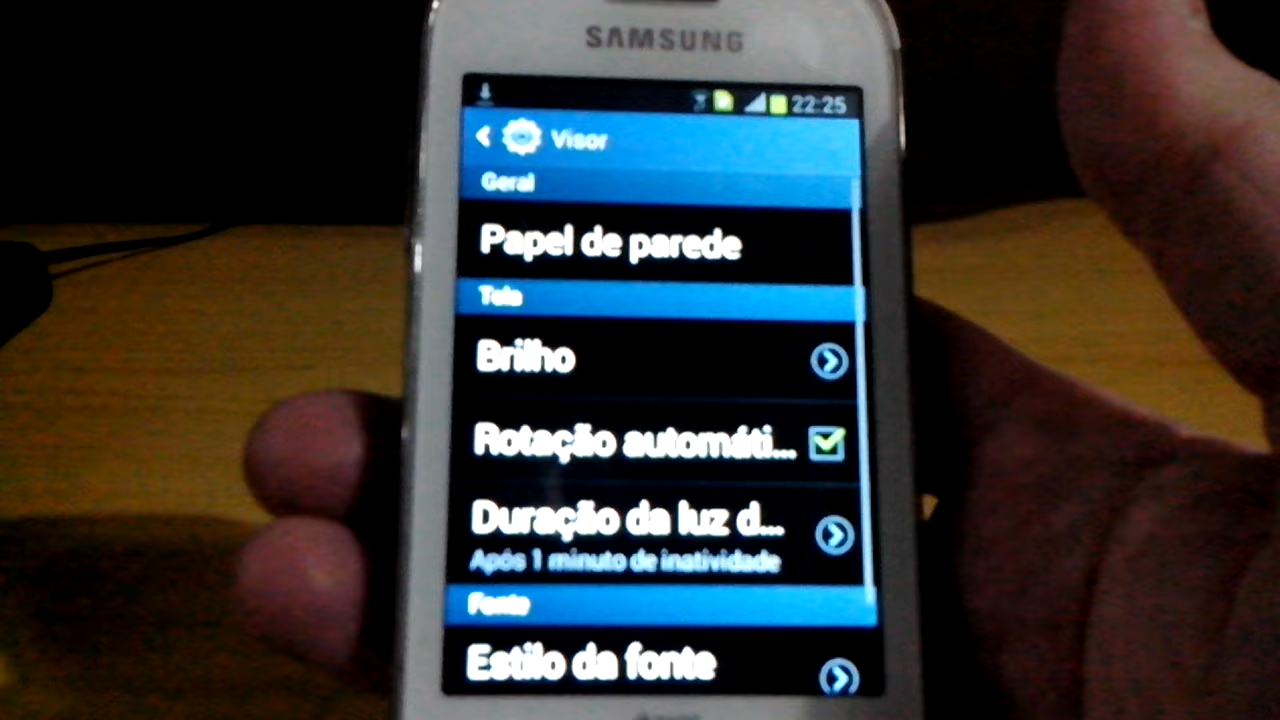 SAMSUNG
22:25
Visor
Geral
Papel de parede
Tela
Brilho
Rotação automáti...
Duração da luz d...
Após 1 minuto de inatividade
Fonte
Estilo da fonte